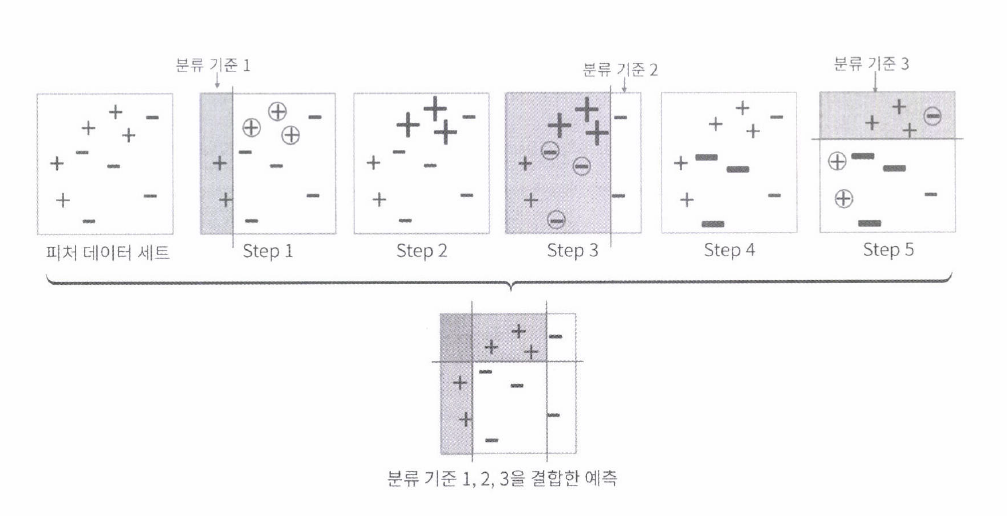 분류 기준 1
분류 기준 2
분류 기준 3
피처 데이터 세트
Step 1
Step 2
Step 3
Step 4
Step 5
분류 기준 1, 2, 3을 결합한 예측